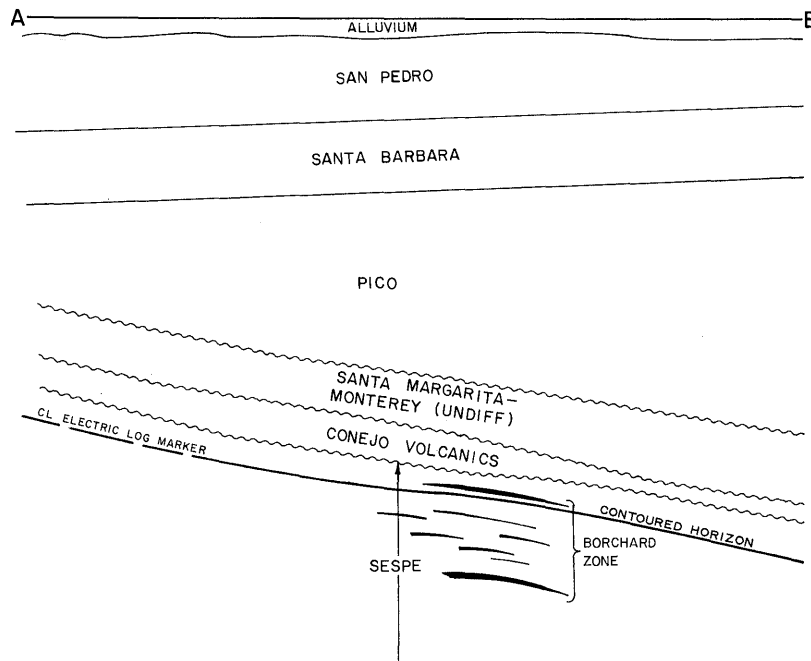 A
B
ALLUVIUM
SAN PEDRO
SANTA BARBARA
PICO
SANTA MARGARITA-
MONTEREY (UNDIFF)
CONEJO VOLCANICS
CL ELECTRIC LOG MARKER
CONTOURED HORIZON
BORCHARD
ZONE
SESPE